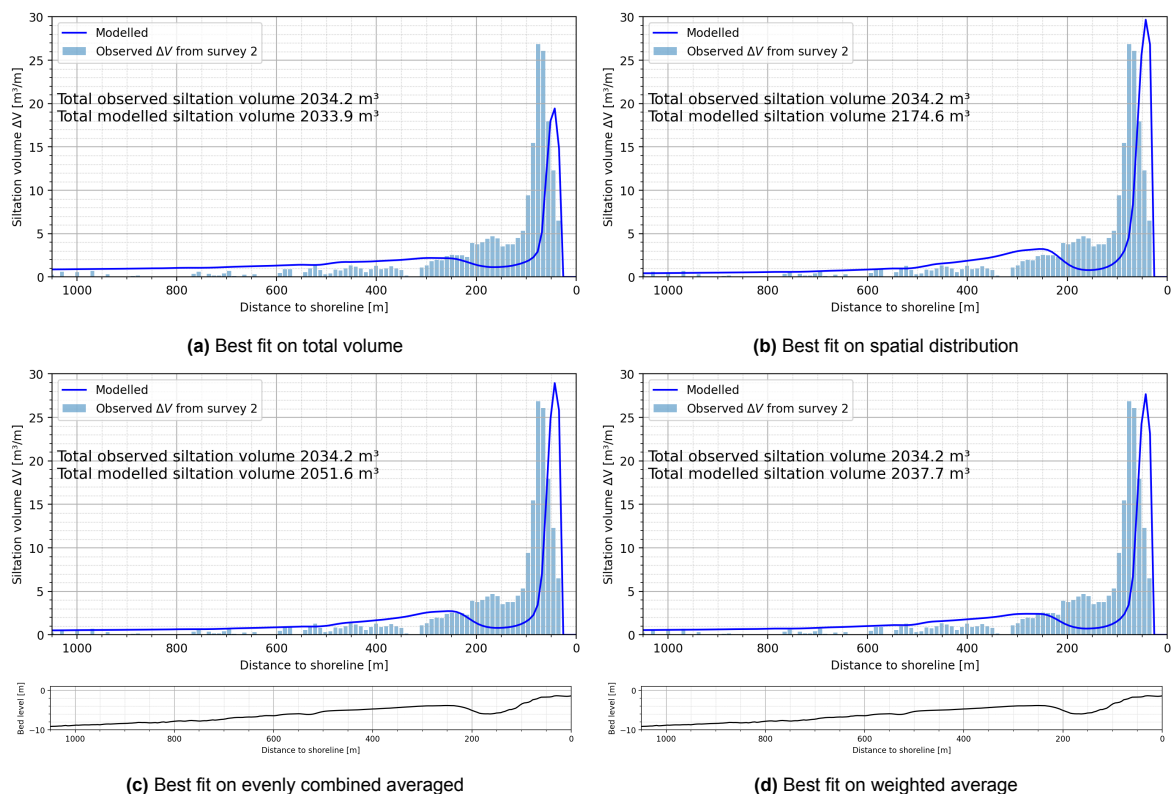 30
25
20
15
10
5
0
Siltation volume ΔV [m³/m]
Modelled
Observed ΔV from survey 2
Total observed siltation volume 2034.2 m³
Total modelled siltation volume 2033.9 m³
1000 800 600 400 200 0
Distance to shoreline [m]
(a) Best fit on total volume
30
25
20
15
10
5
0
Siltation volume ΔV [m³/m]
Modelled
Observed ΔV from survey 2
Total observed siltation volume 2034.2 m³
Total modelled siltation volume 2174.6 m³
1000 800 600 400 200 0
Distance to shoreline [m]
(b) Best fit on spatial distribution
30
25
20
15
10
5
0
Siltation volume ΔV [m³/m]
Modelled
Observed ΔV from survey 2
Total observed siltation volume 2034.2 m³
Total modelled siltation volume 2051.6 m³
1000 800 600 400 200 0
Distance to shoreline [m]
Bed level [m]
0
−10
1000 800 600 400 200 0
Distance to shoreline [m]
(c) Best fit on evenly combined averaged
30
25
20
15
10
5
0
Siltation volume ΔV [m³/m]
Modelled
Observed ΔV from survey 2
Total observed siltation volume 2034.2 m³
Total modelled siltation volume 2037.7 m³
1000 800 600 400 200 0
Distance to shoreline [m]
Bed level [m]
0
−10
1000 800 600 400 200 0
Distance to shoreline [m]
(d) Best fit on weighted average